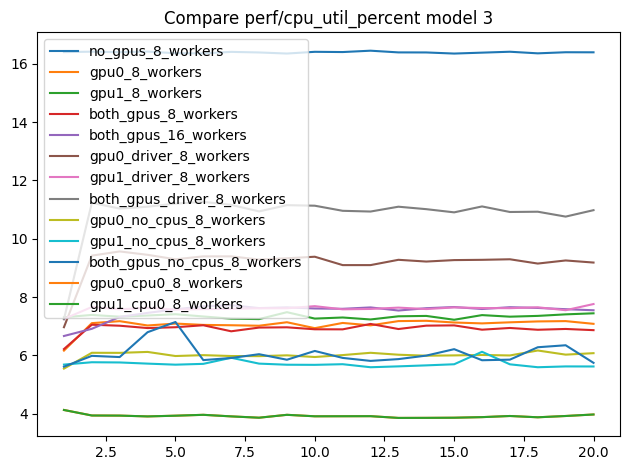 Compare perf/cpu_util_percent model 3
16
14
12
10
8
6
4
no_gpus_8_workers
gpu0_8_workers
gpu1_8_workers
both_gpus_8_workers
both_gpus_16_workers
gpu0_driver_8_workers
gpu1_driver_8_workers
both_gpus_driver_8_workers
gpu0_no_cpus_8_workers
gpu1_no_cpus_8_workers
both_gpus_no_cpus_8_workers
gpu0_cpu0_8_workers
gpu1_cpu0_8_workers
2.5 5.0 7.5 10.0 12.5 15.0 17.5 20.0